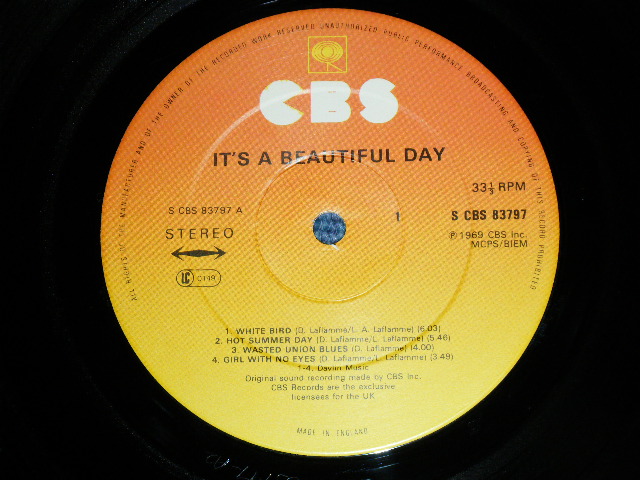 ALL RIGHTS OF THE MANUFACTURER AND OF THE OWNER OF THE RECORDED WORK RESERVED UNAUTHORIZED PUBLIC PERFORMANCE BROADCASTING AND COPYING OF THIS RECORD PROHIBITED
CBS
IT'S A BEAUTIFUL DAY
33⅓ RPM
S CBS 83797 A
1
S CBS 83797
STEREO
℗ 1969 CBS Inc.
MCPS/BIEM
LC 0149
1. WHITE BIRD (D. Laflamme/L. A. Laflamme) (6.03)
2. HOT SUMMER DAY (D. Laflamme/L. Laflamme) (5.46)
3. WASTED UNION BLUES (D. Laflamme) (4.00)
4. GIRL WITH NO EYES (D. Laflamme/L. Laflamme) (3.49)
1-4. Davlin Music
Original sound recording made by CBS Inc.
CBS Records are the exclusive
licensees for the UK
MADE IN ENGLAND